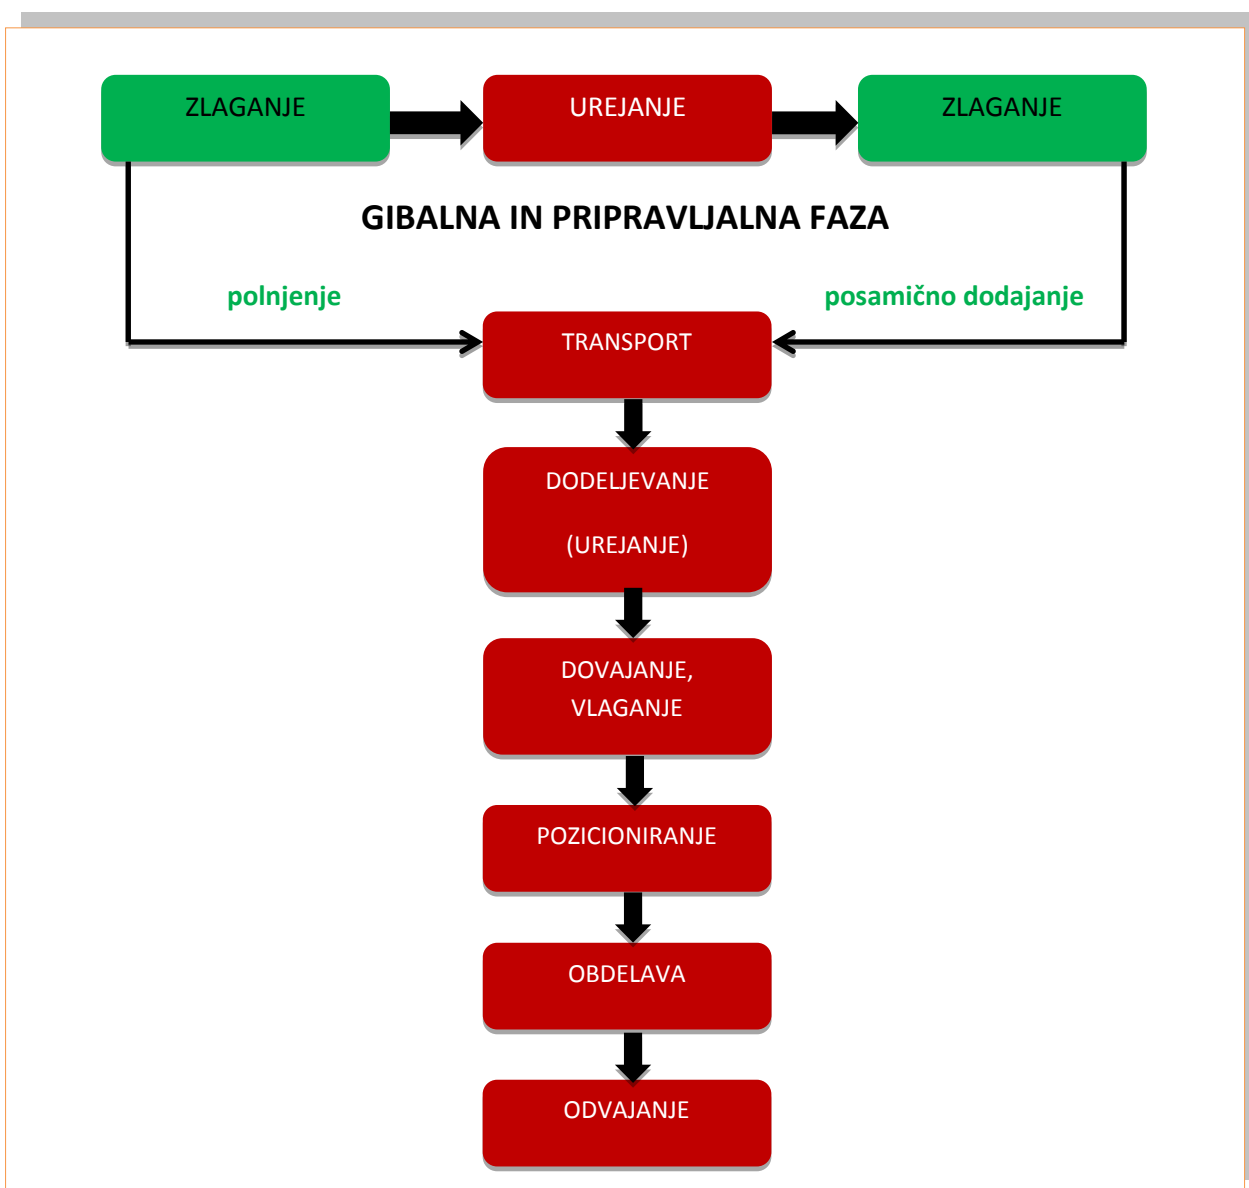 ZLAGANJE
UREJANJE
ZLAGANJE
GIBALNA IN PRIPRAVLJALNA FAZA
polnjenje
posamično dodajanje
TRANSPORT
DODELJEVANJE
(UREJANJE)
DOVAJANJE,
VLAGANJE
POZICIONIRANJE
OBDELAVA
ODVAJANJE